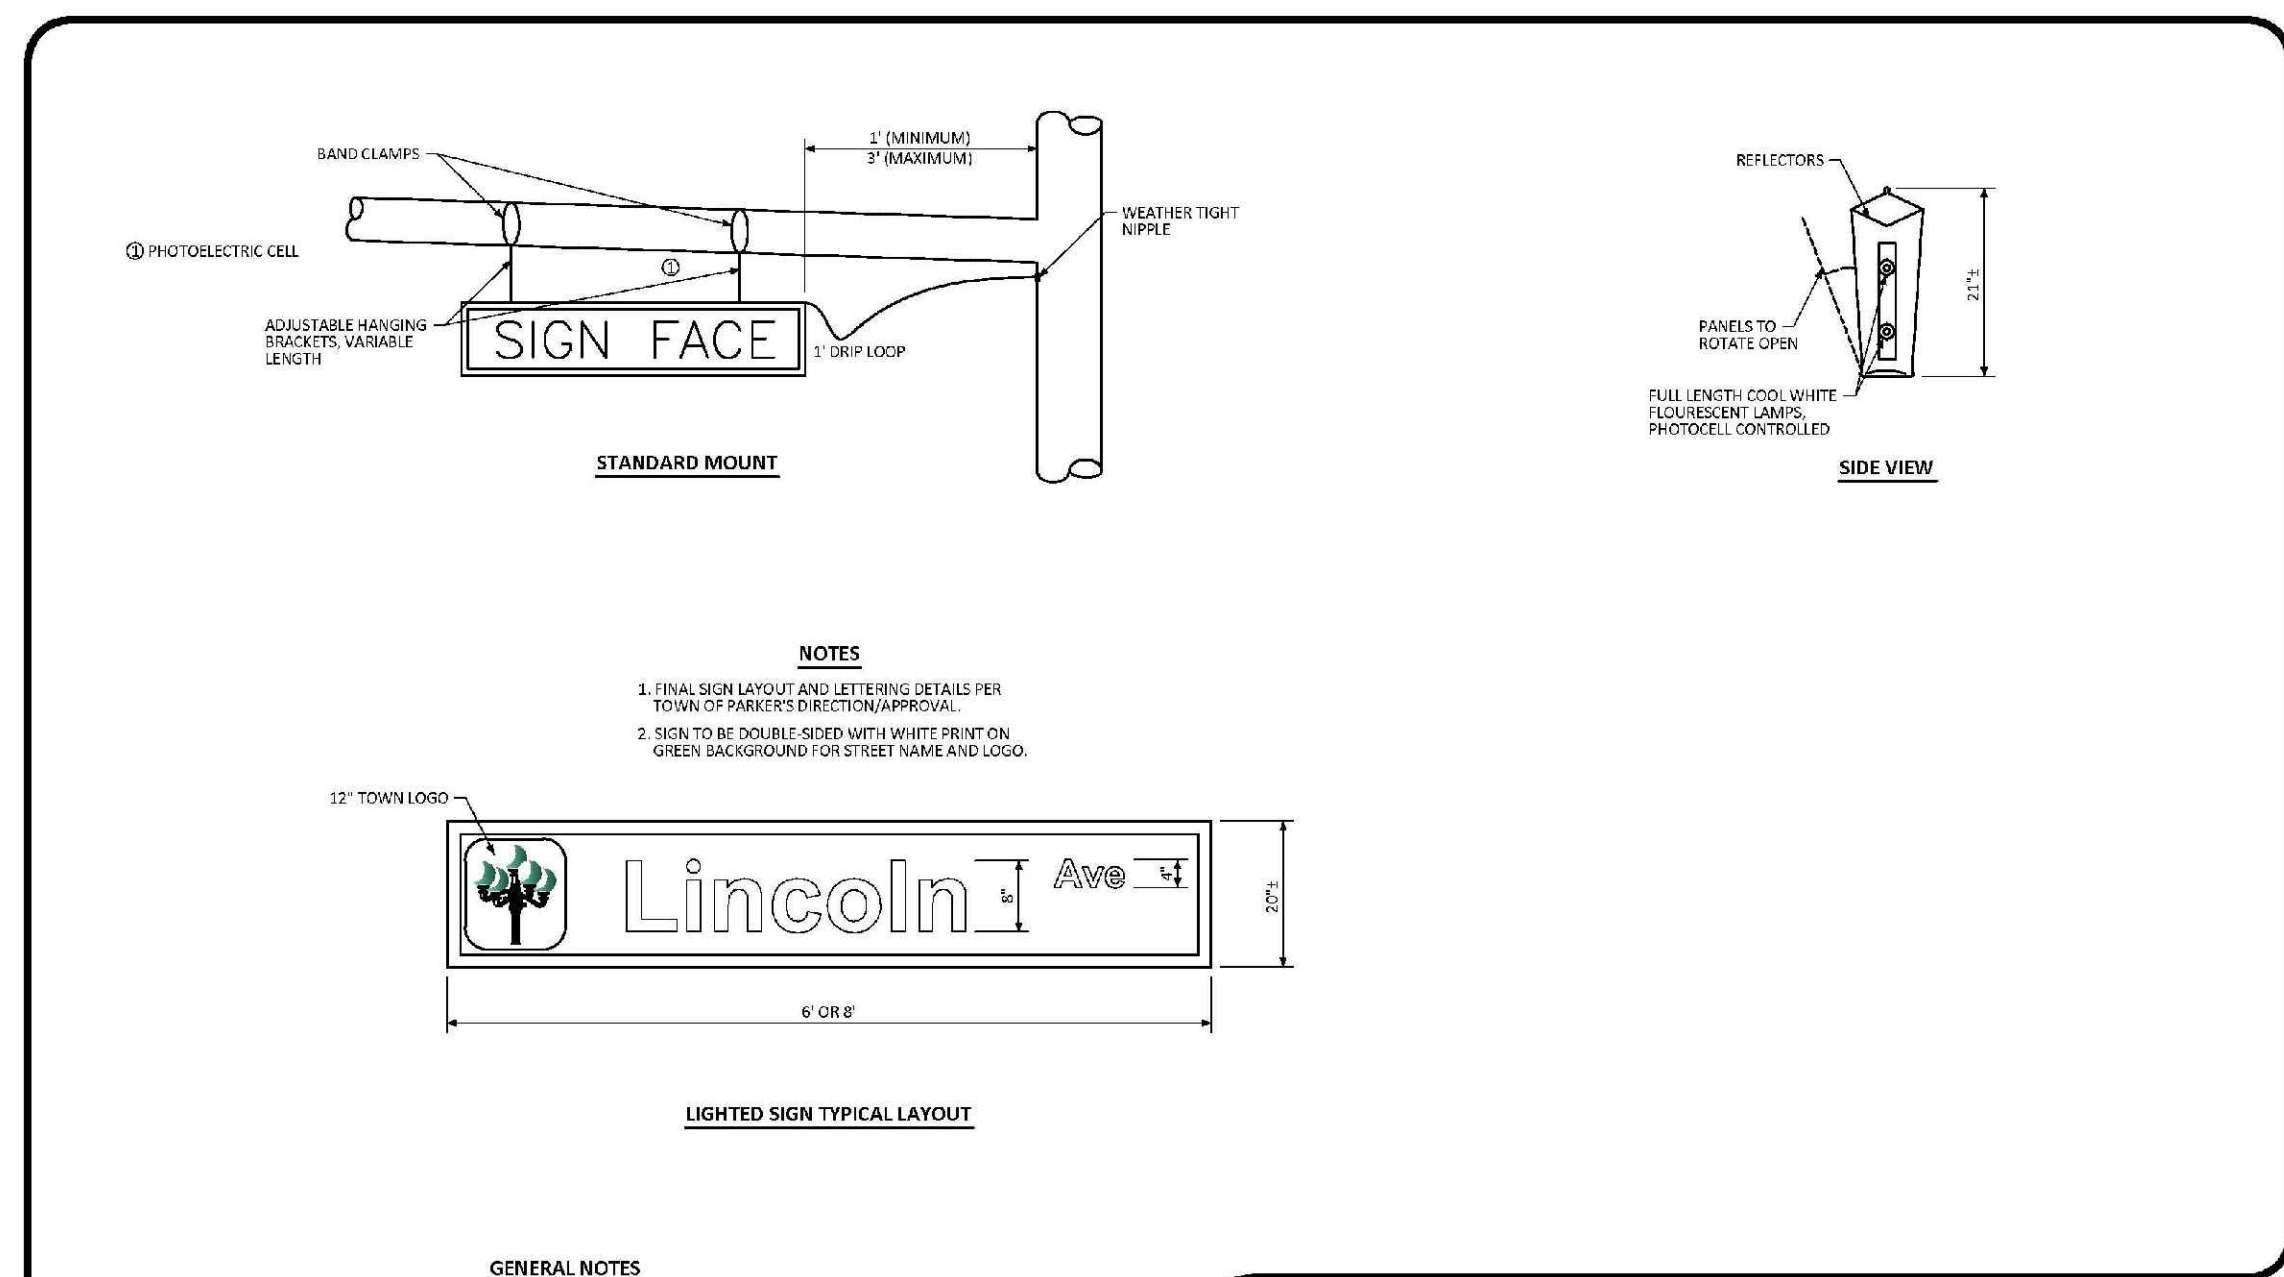 BAND CLAMPS
1' (MINIMUM)
3' (MAXIMUM)
WEATHER TIGHT
NIPPLE
① PHOTOELECTRIC CELL
①
ADJUSTABLE HANGING
BRACKETS, VARIABLE
LENGTH
SIGN FACE
1' DRIP LOOP
STANDARD MOUNT
REFLECTORS
21"±
PANELS TO
ROTATE OPEN
FULL LENGTH COOL WHITE
FLOURESCENT LAMPS,
PHOTOCELL CONTROLLED
SIDE VIEW
NOTES
1. FINAL SIGN LAYOUT AND LETTERING DETAILS PER
TOWN OF PARKER'S DIRECTION/APPROVAL.
2. SIGN TO BE DOUBLE-SIDED WITH WHITE PRINT ON
GREEN BACKGROUND FOR STREET NAME AND LOGO.
12" TOWN LOGO
Lincoln
8"
Ave
4"
20"±
6' OR 8'
LIGHTED SIGN TYPICAL LAYOUT
GENERAL NOTES